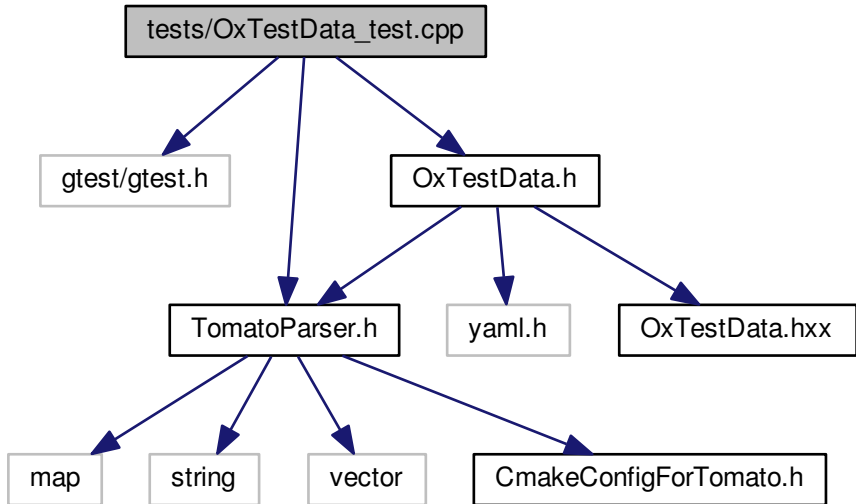 tests/OxTestData_test.cpp
gtest/gtest.h
OxTestData.h
TomatoParser.h
yaml.h
OxTestData.hxx
map
string
vector
CmakeConfigForTomato.h